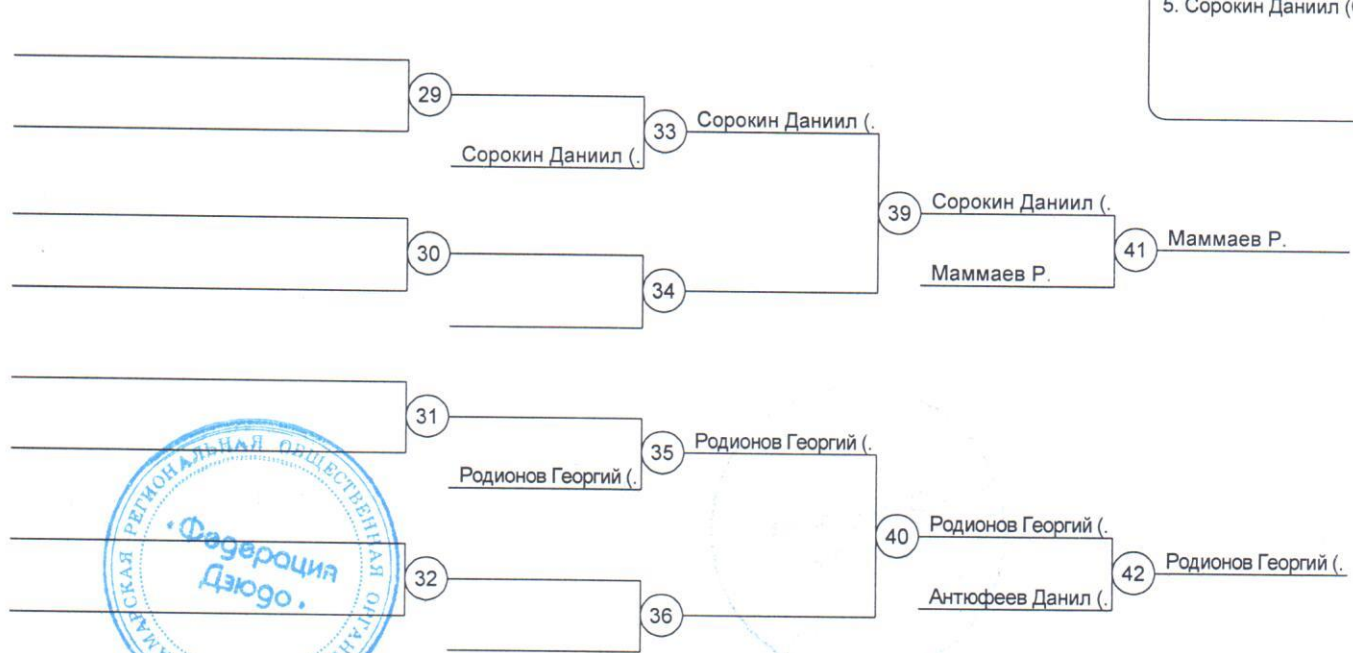 5. Сорокин Даниил (
29
33
Сорокин Даниил (.
Сорокин Даниил (.
39
Сорокин Даниил (.
30
41
Маммаев Р.
34
Маммаев Р.
31
35
Родионов Георгий (.
Родионов Георгий (.
40
Родионов Георгий (.
32
42
Родионов Георгий (.
36
Антюфеев Данил (.
РЕГИОНАЛЬНАЯ ОБЩЕСТВЕННАЯ
Федерация
Дзюдо